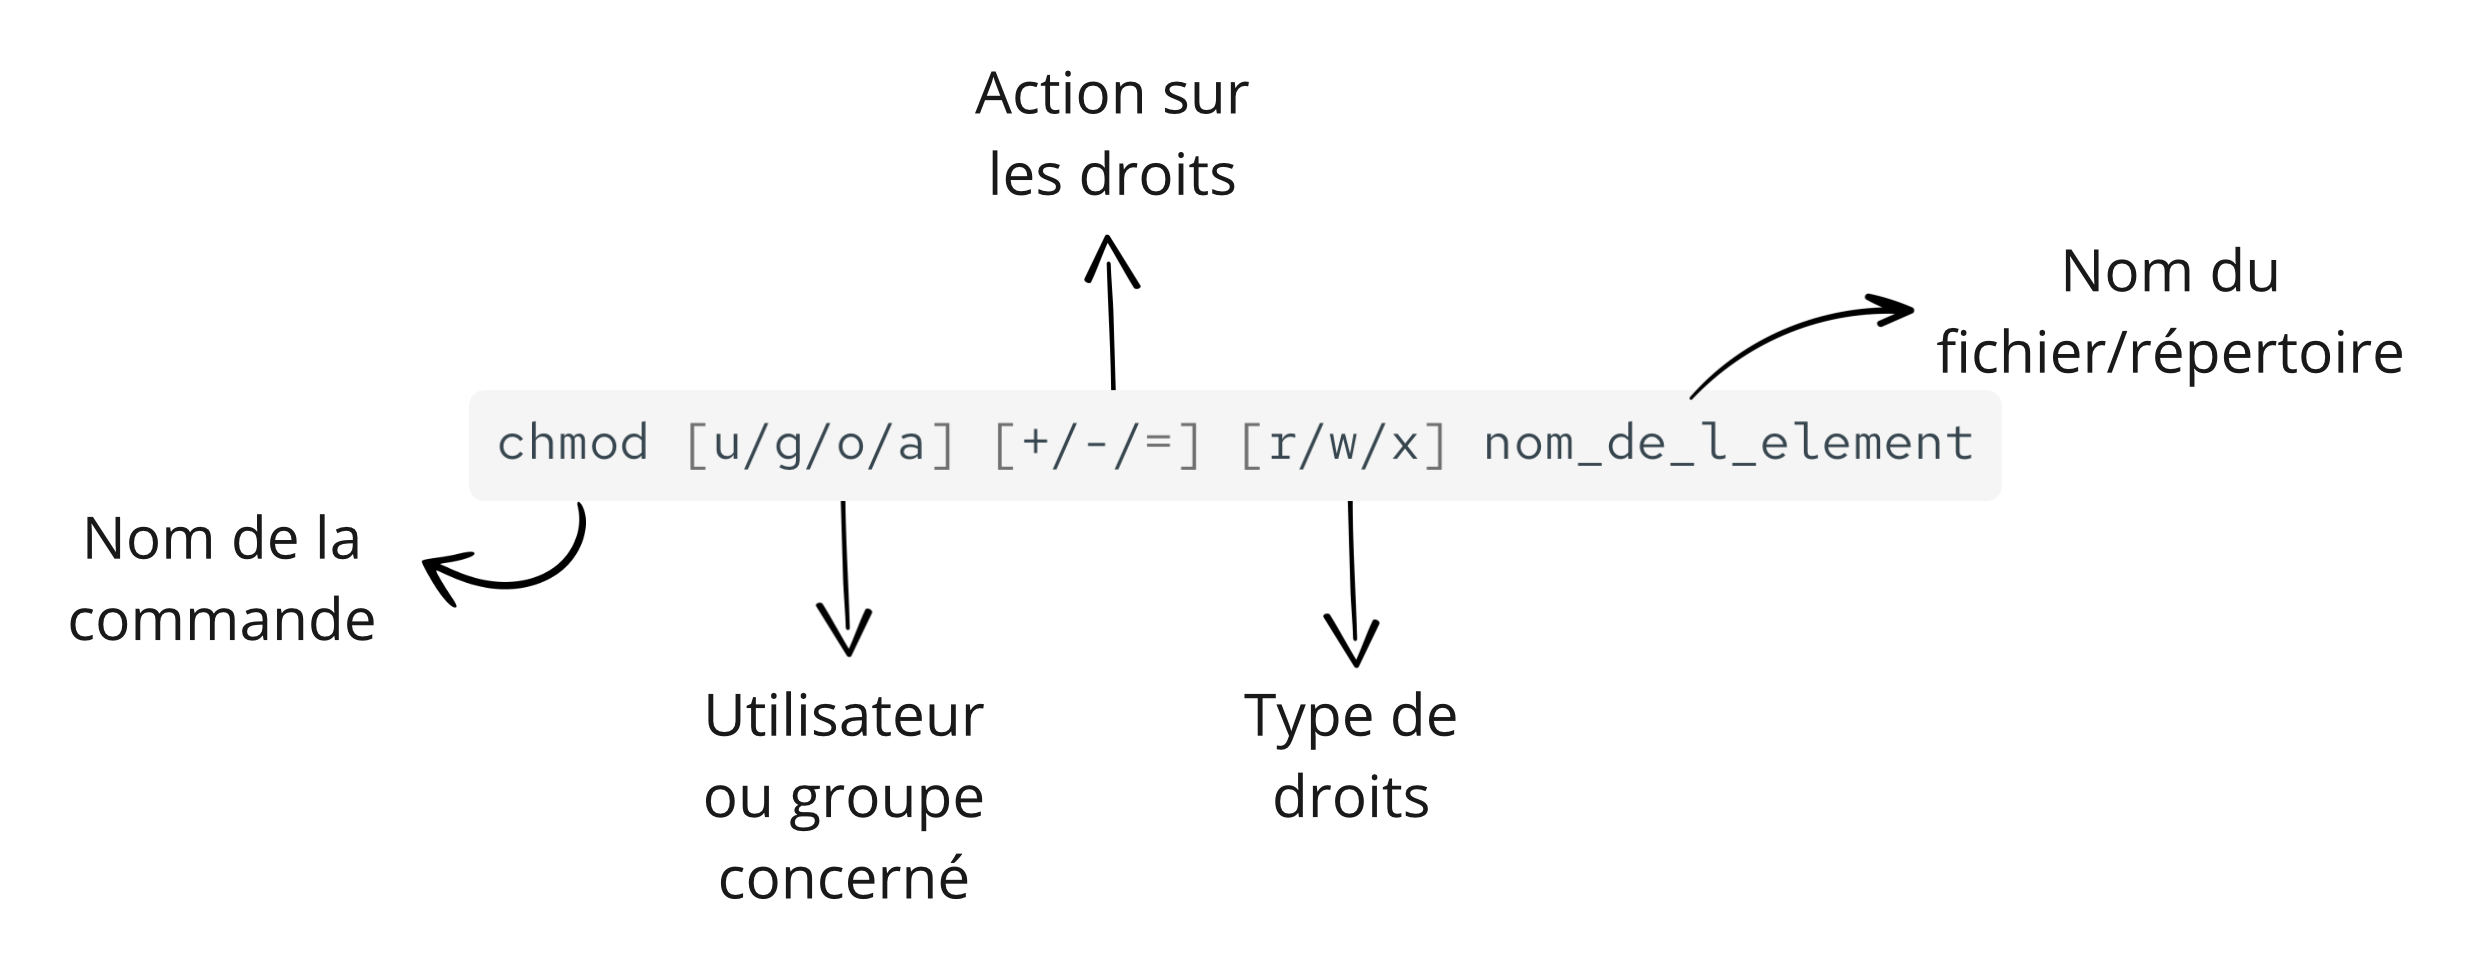 Action sur
les droits
Nom du
fichier/répertoire
chmod [u/g/o/a] [+/-/=] [r/w/x] nom_de_l_element
Nom de la
commande
Utilisateur
ou groupe
concerné
Type de
droits